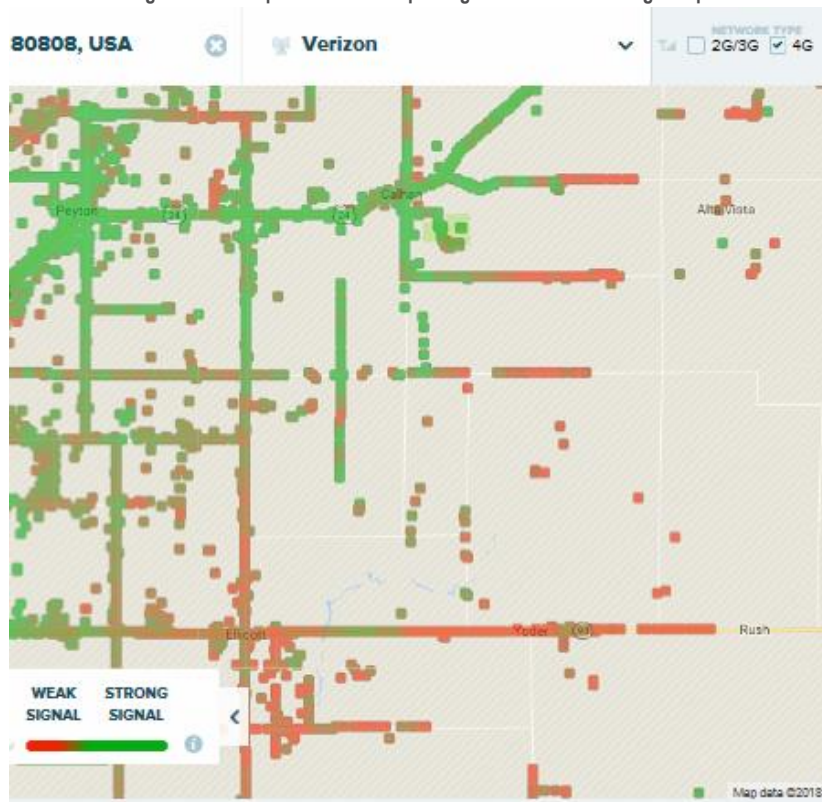 80808, USA
Verizon
NETWORK TYPE
2G/3G
4G
Calhan
Peyton
24
24
Alta Vista
Ellicott
Yoder
94
Rush
WEAK SIGNAL
STRONG SIGNAL
Map data ©2018